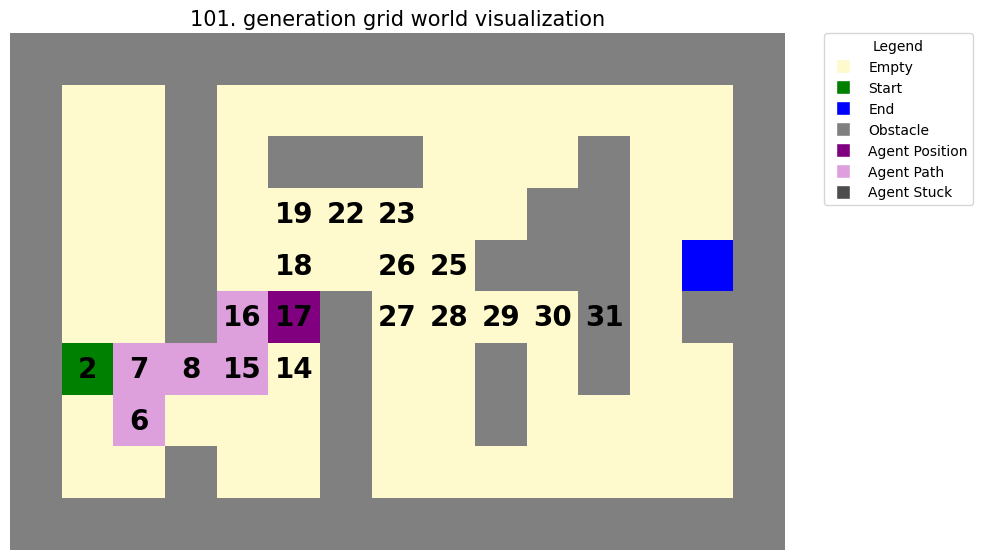 101. generation grid world visualization
Legend
Empty
Start
End
Obstacle
Agent Position
Agent Path
Agent Stuck
19 22 23
18 26 25
16 17 27 28 29 30 31
2 7 8 15 14
6